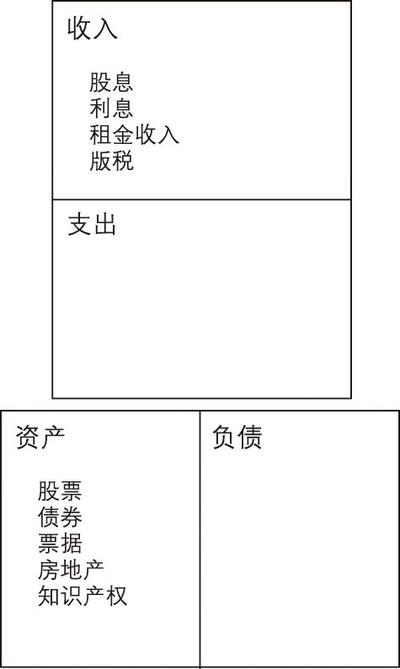 收入
股息
利息
租金收入
版税
支出
资产
股票
债券
票据
房地产
知识产权
负债